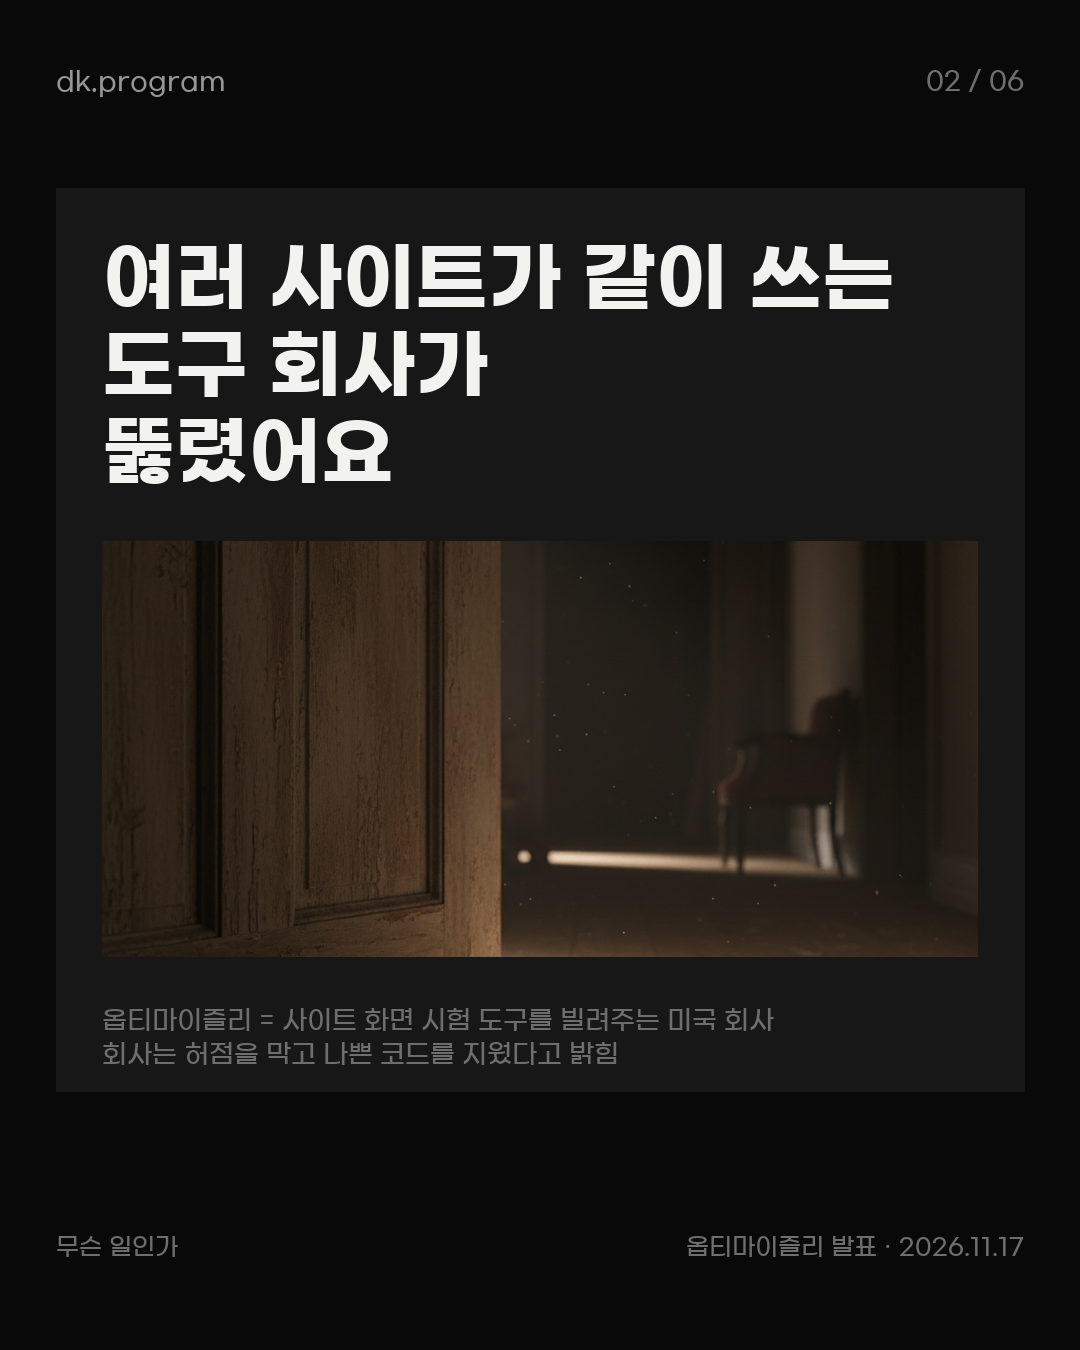 dk.program
02 / 06
여러 사이트가 같이 쓰는
도구 회사가
뚫렸어요
옵티마이즐리 = 사이트 화면 시험 도구를 빌려주는 미국 회사
회사는 허점을 막고 나쁜 코드를 지웠다고 밝힘
무슨 일인가
옵티마이즐리 발표 · 2026.11.17